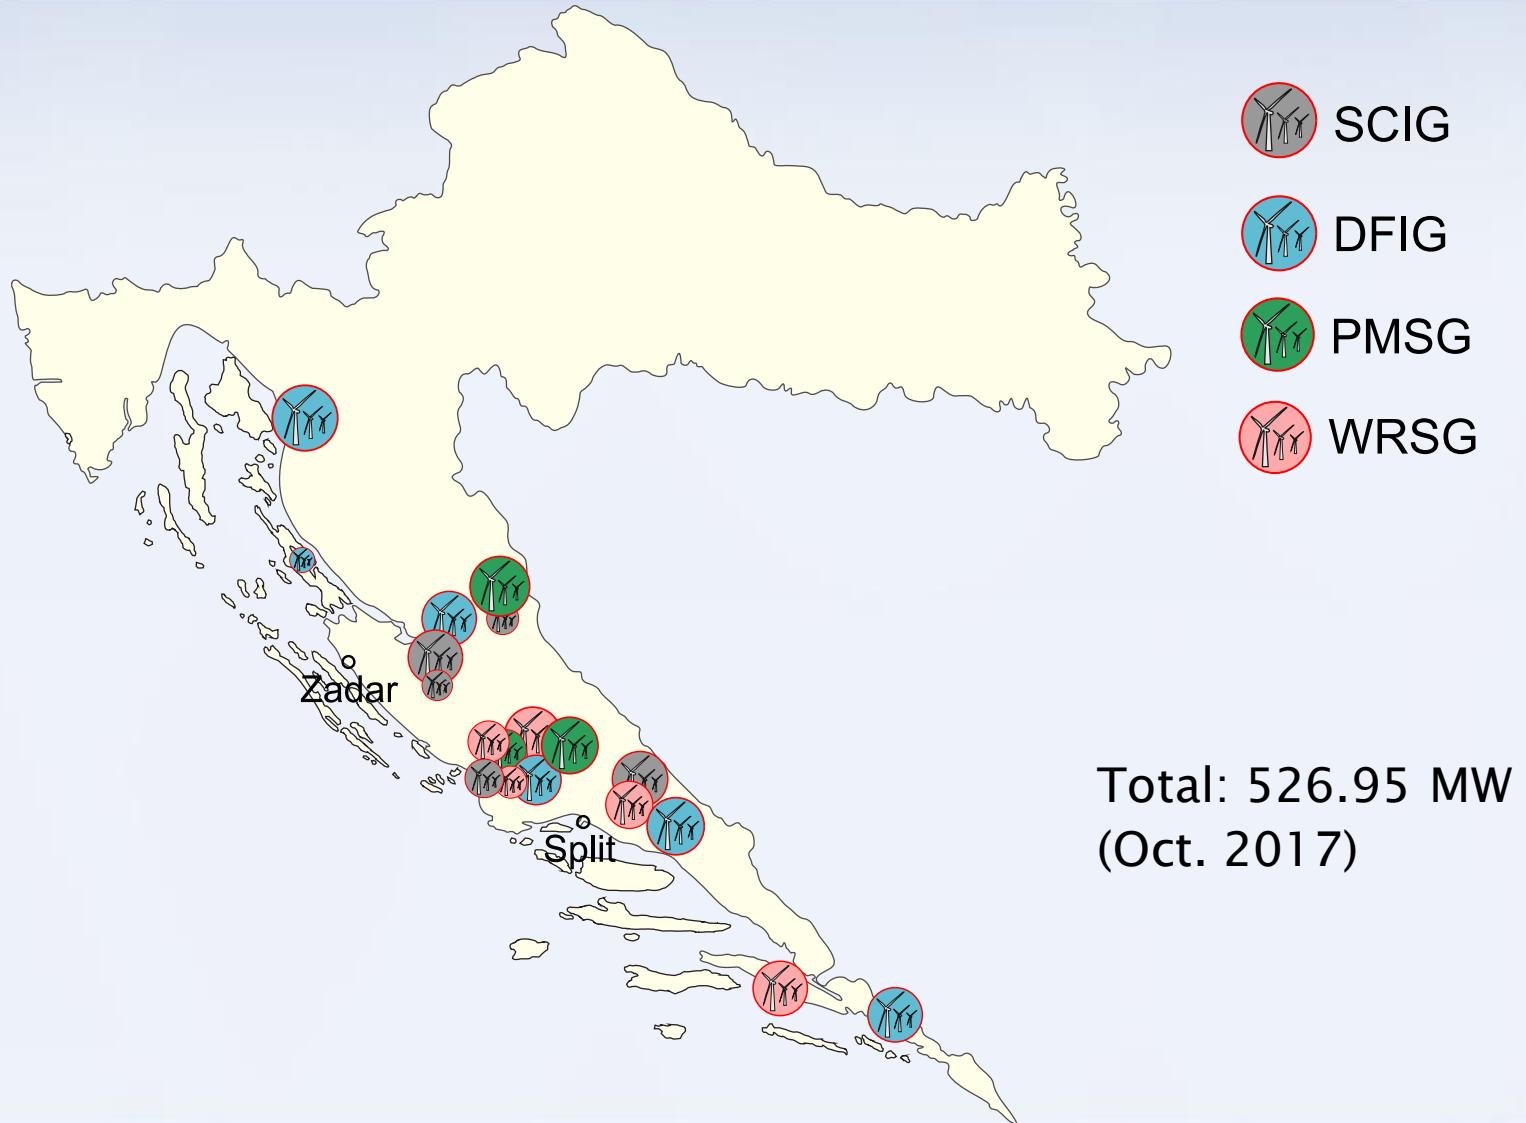 SCIG
DFIG
PMSG
WRSG
Zadar
Split
Total: 526.95 MW
(Oct. 2017)